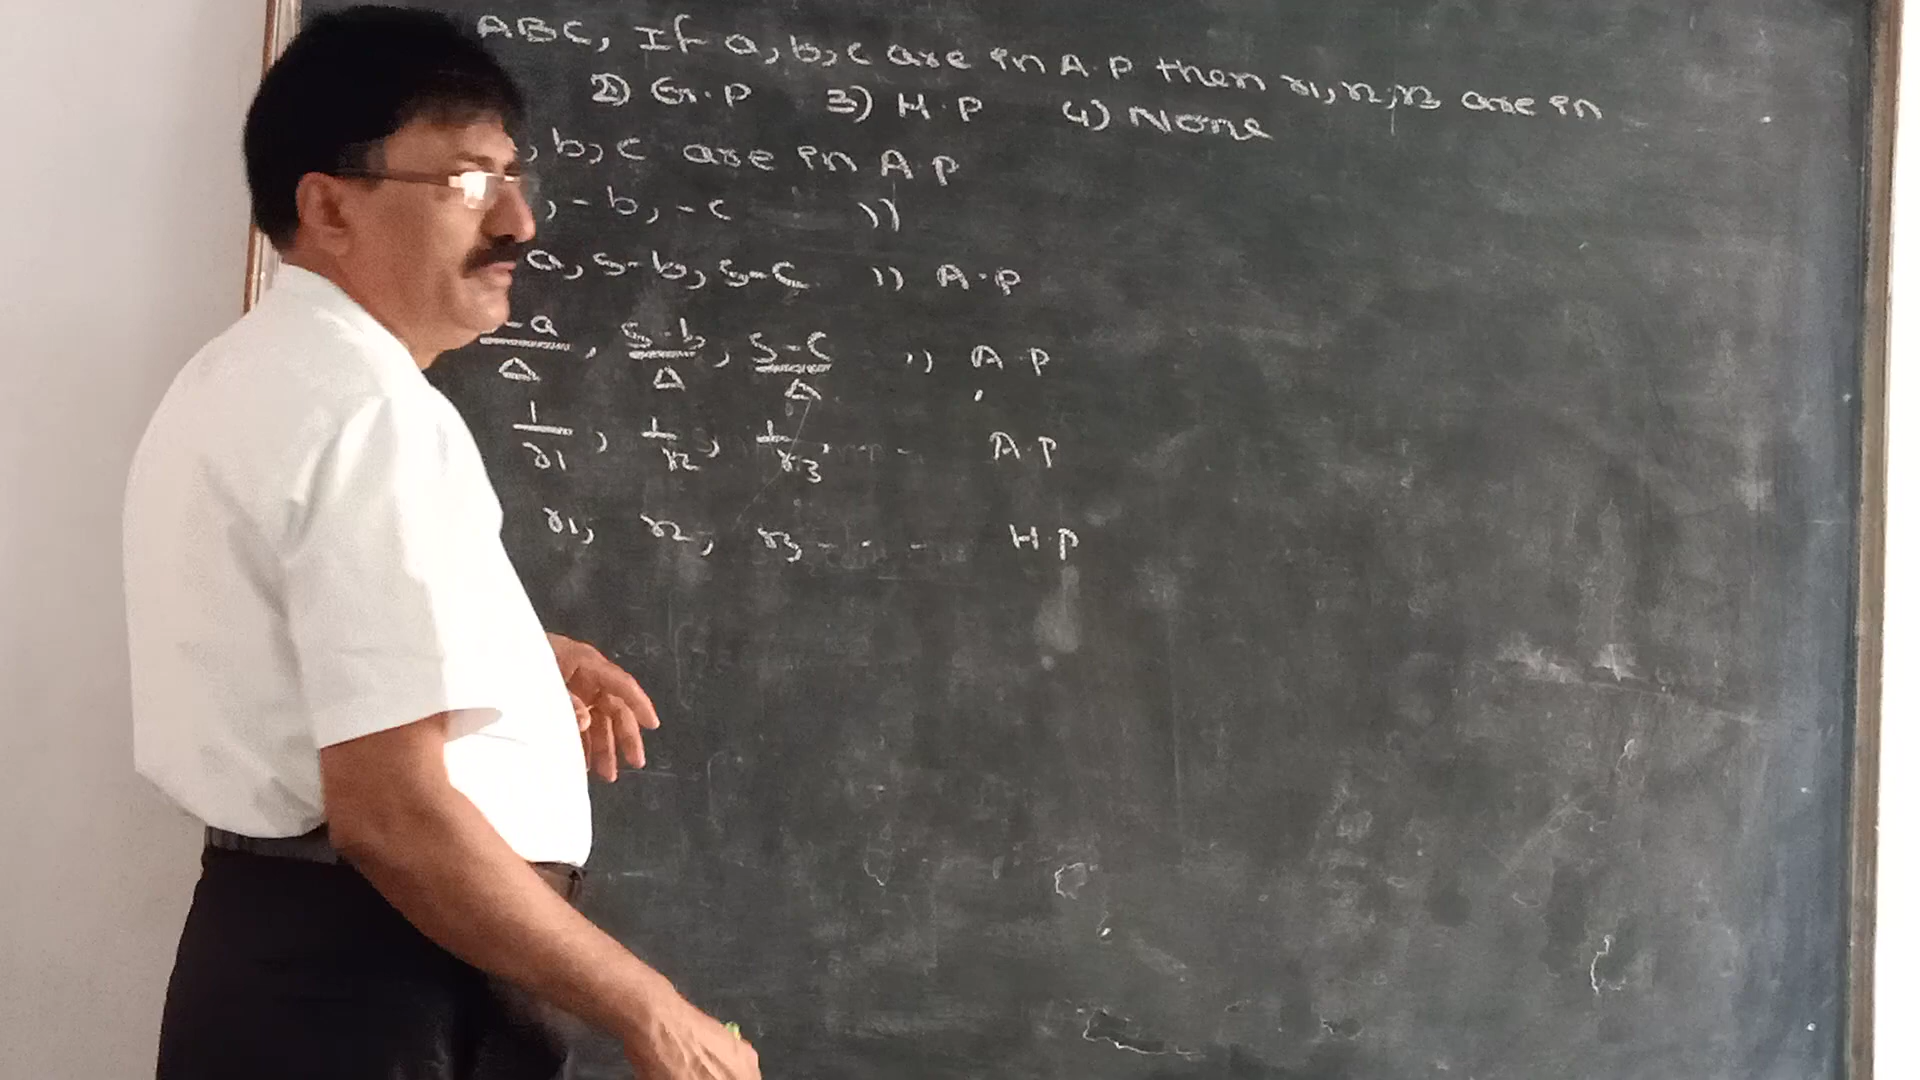 ABC, If a, b, c are in A.P then r1, r2, r3 are in
2) G.P 3) H.P 4) None
, b, c are in A P
, -b, -c ))
a, s-b, s-c )) A.P
s-a/Δ, s-b/Δ, s-c/Δ )) A.P
1/r1, 1/r2, 1/r3, - - A.P
r1, r2, r3 - - - H.P